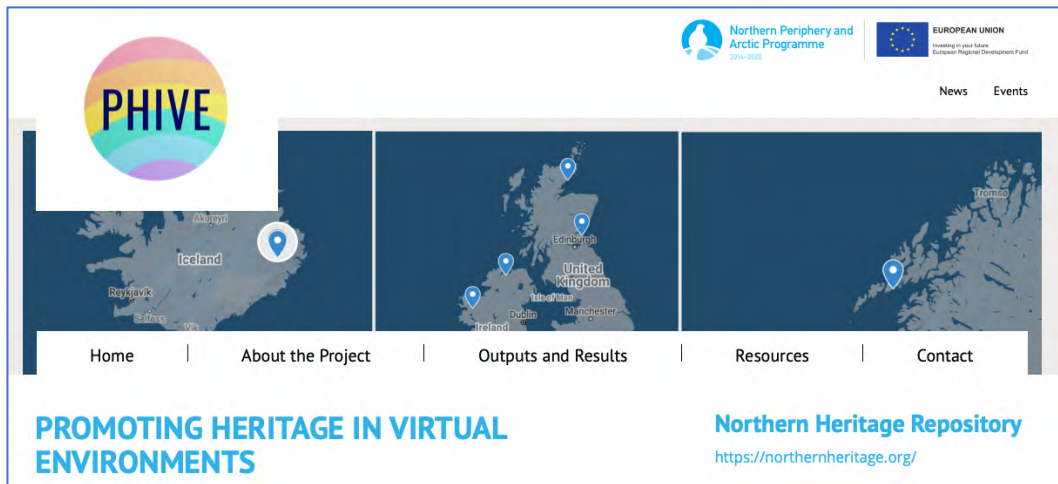 Northern Periphery and
Arctic Programme
2014–2020
EUROPEAN UNION
Investing in your future
European Regional Development Fund
News Events
PHIVE
Akureyri
Iceland
Reykjavik
Selfoss
Vik
Edinburgh
United
Kingdom
Isle of Man
Dublin
Manchester
Ireland
Tromsø
Home About the Project Outputs and Results Resources Contact
PROMOTING HERITAGE IN VIRTUAL
ENVIRONMENTS
Northern Heritage Repository
https://northernheritage.org/